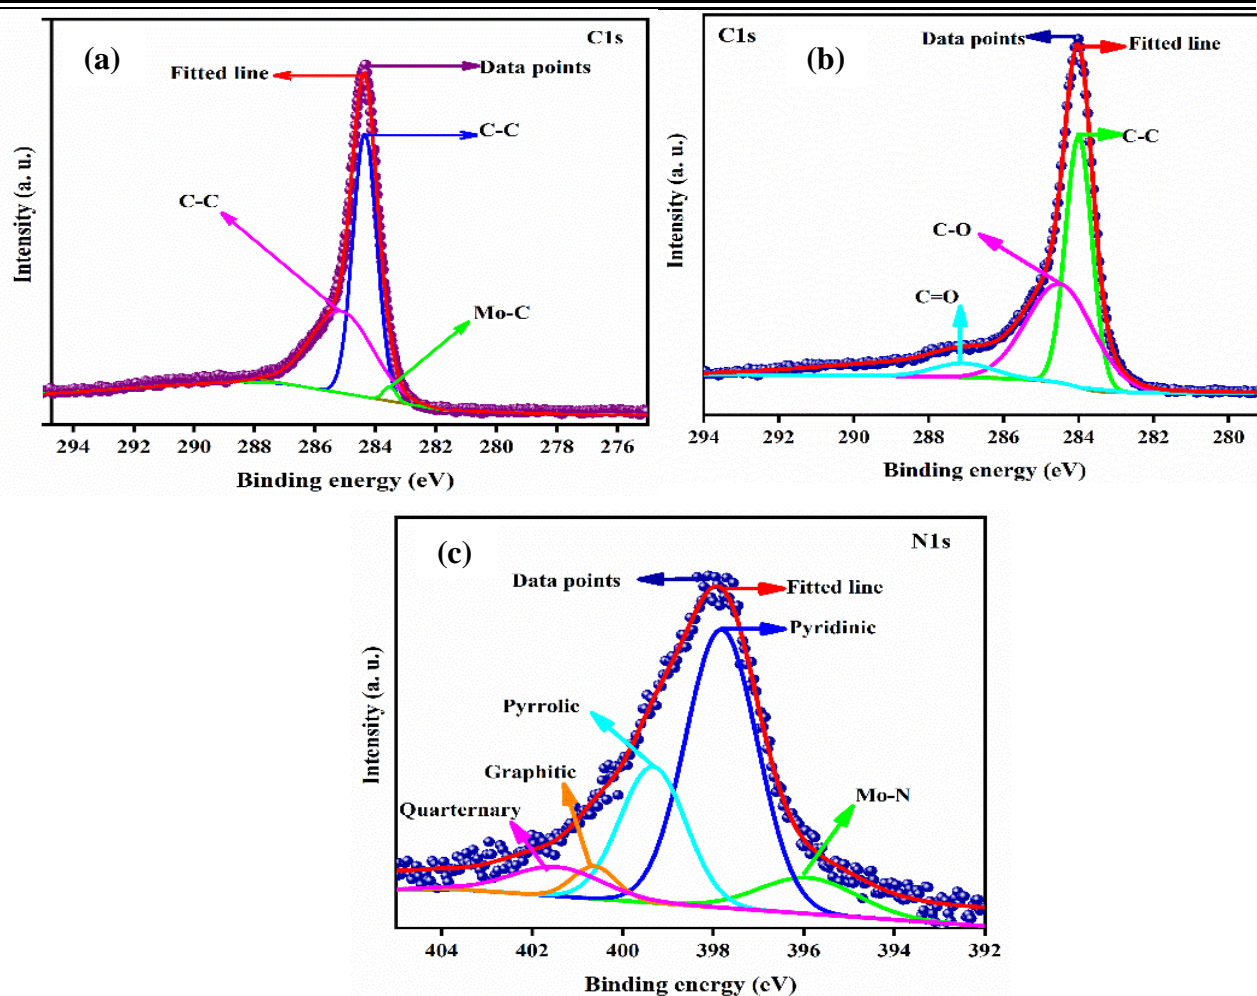 (a)
C1s
Fitted line
Data points
C-C
C-C
Mo-C
Intensity (a. u.)
294 292 290 288 286 284 282 280 278 276
Binding energy (eV)
C1s
(b)
Data points
Fitted line
C-C
C-O
C=O
Intensity (a. u.)
294 292 290 288 286 284 282 280
Binding energy (eV)
(c)
N1s
Data points
Fitted line
Pyridinic
Pyrrolic
Graphitic
Quarternary
Mo-N
Intensity (a. u.)
404 402 400 398 396 394 392
Binding energy (eV)